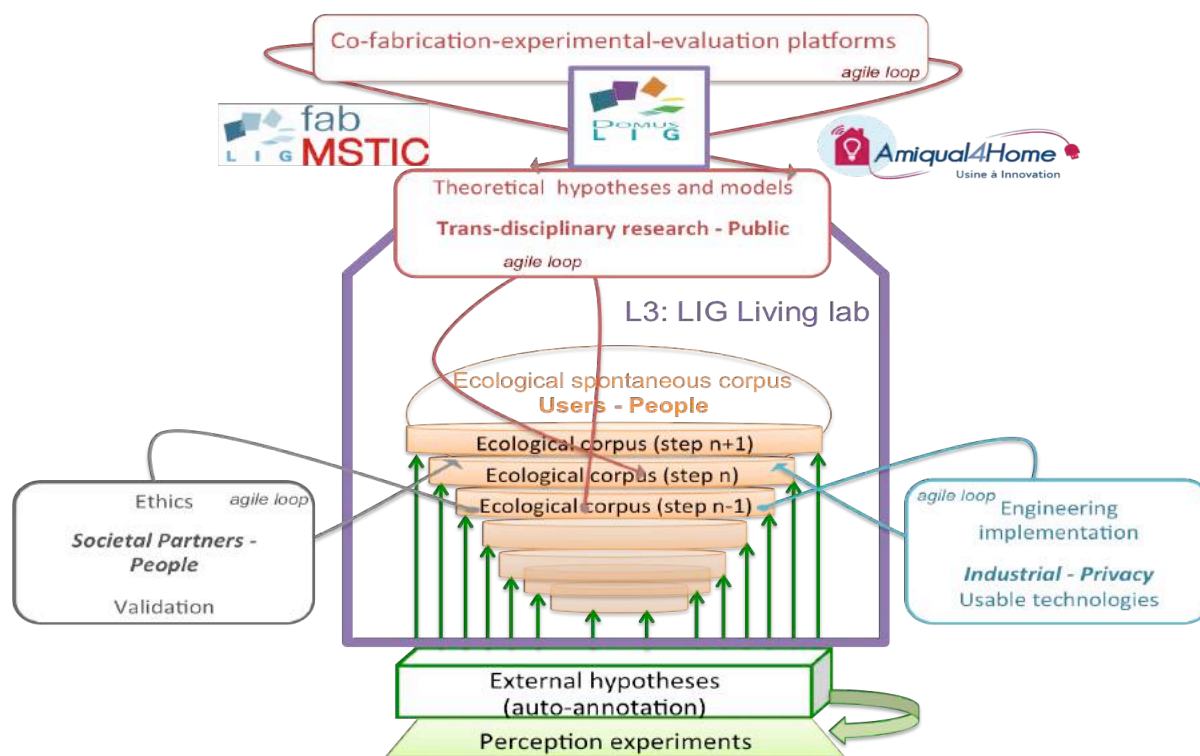 Co-fabrication-experimental-evaluation platforms
agile loop
fab
LIG MSTIC
DOMUS
LIG
Amiqual4Home
Usine à Innovation
Theoretical hypotheses and models
Trans-disciplinary research - Public
agile loop
L3: LIG Living lab
Ecological spontaneous corpus
Users - People
Ecological corpus (step n+1)
Ecological corpus (step n)
Ecological corpus (step n-1)
Ethics
agile loop
Societal Partners -
People
Validation
agile loop
Engineering
implementation
Industrial - Privacy
Usable technologies
External hypotheses
(auto-annotation)
Perception experiments